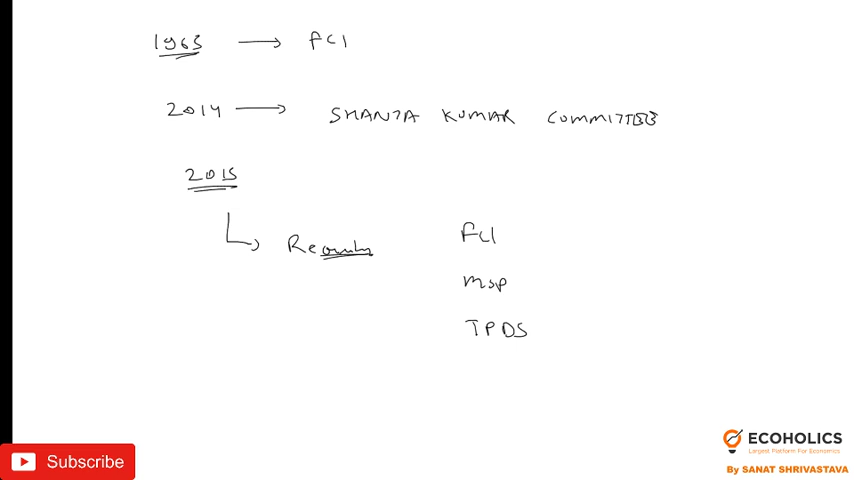 1965 → FCI
2014 → SHANTA KUMAR COMMITTEE
2015
FCI
MSP
TPDS
Subscribe
ECOHOLICS
Largest Platform For Economics
By SANAT SHRIVASTAVA